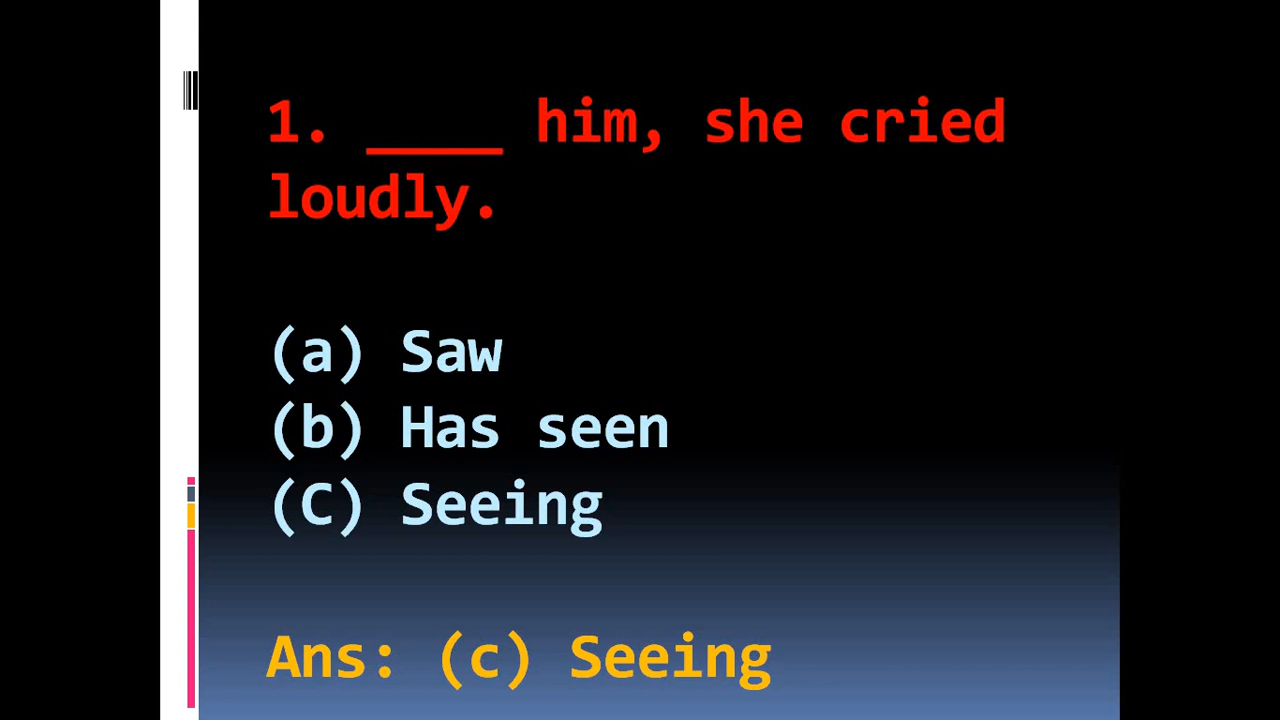 1. ____ him, she cried
loudly.
(a) Saw
(b) Has seen
(C) Seeing
Ans: (c) Seeing